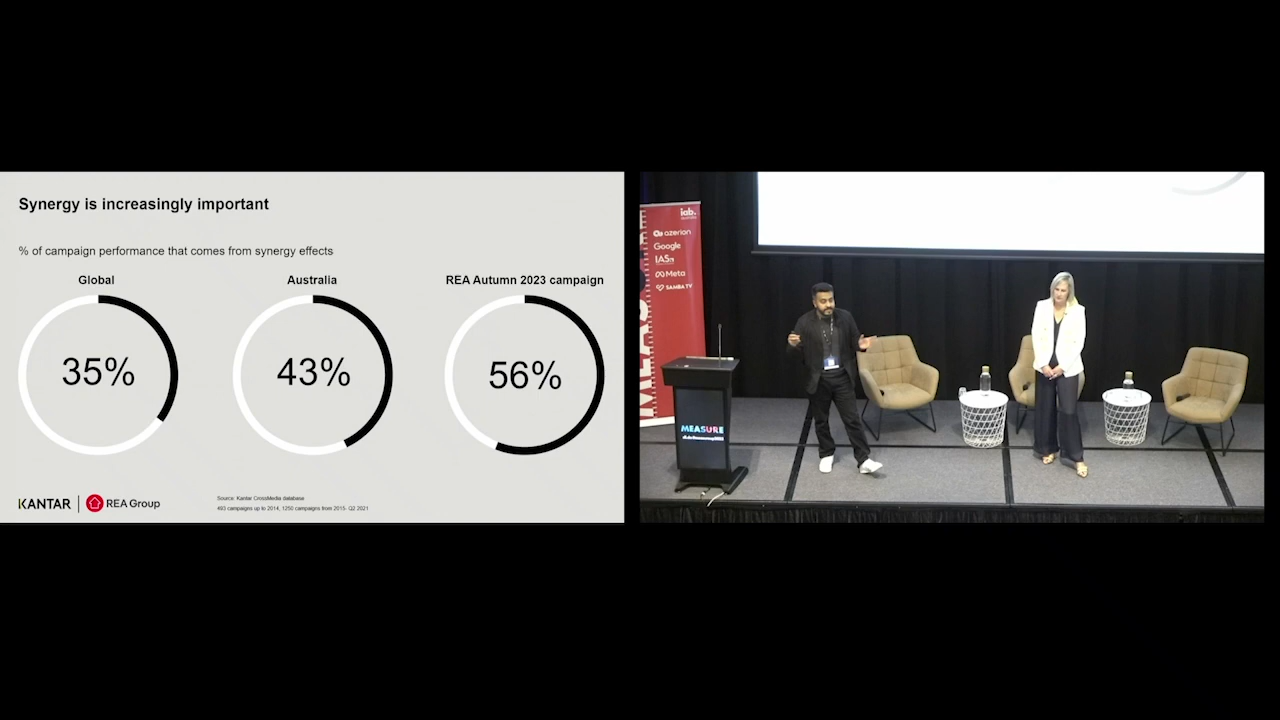 Synergy is increasingly important
% of campaign performance that comes from synergy effects
Global
Australia
REA Autumn 2023 campaign
35%
43%
56%
KANTAR
REA Group
Source: Kantar CrossMedia database
493 campaigns up to 2014, 1250 campaigns from 2015- Q2 2021
iab.
azerion
Google
IAS
Meta
SAMBA TV
MEASURE